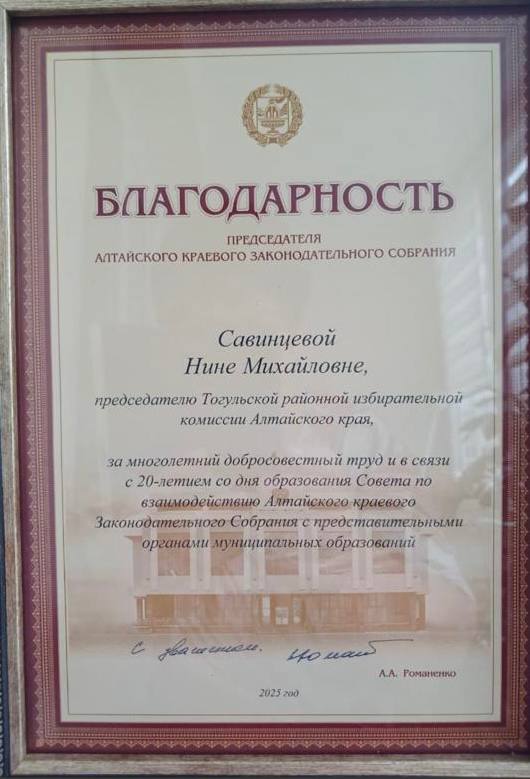 БЛАГОДАРНОСТЬ
ПРЕДСЕДАТЕЛЯ
АЛТАЙСКОГО КРАЕВОГО ЗАКОНОДАТЕЛЬНОГО СОБРАНИЯ
Савинцевой
Нине Михайловне,
председателю Тогульской районной избирательной
комиссии Алтайского края,
за многолетний добросовестный труд и в связи
с 20-летием со дня образования Совета по
взаимодействию Алтайского краевого
Законодательного Собрания с представительными
органами муниципальных образований
С уважением.
А.А. Романенко
2025 год